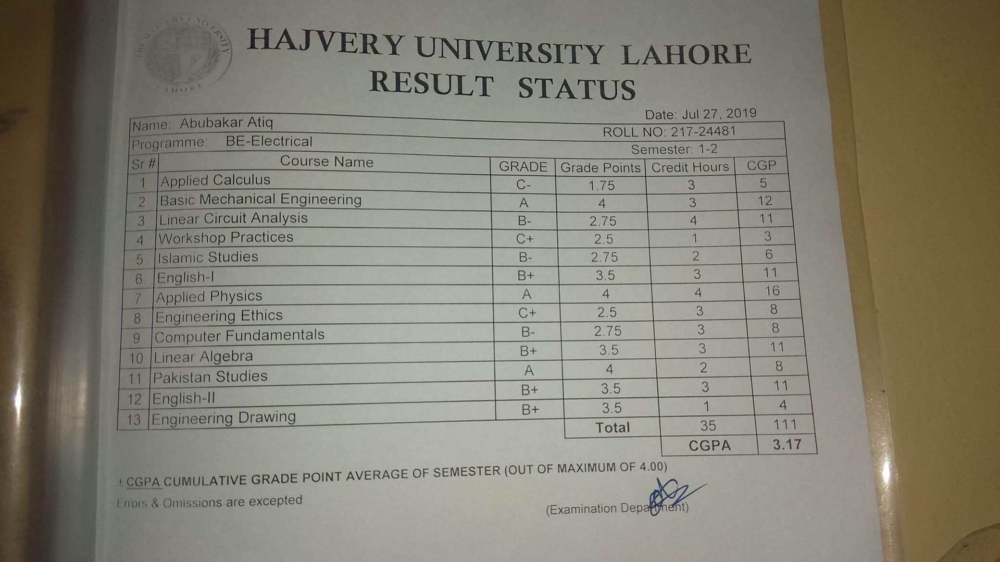 HAJVERY UNIVERSITY LAHORE
RESULT STATUS
Date: Jul 27, 2019
Name: Abubakar Atiq ROLL NO: 217-24481
Programme: BE-Electrical Semester: 1-2
Sr # Course Name GRADE Grade Points Credit Hours CGP
1 Applied Calculus C- 1.75 3 5
2 Basic Mechanical Engineering A 4 3 12
3 Linear Circuit Analysis B- 2.75 4 11
4 Workshop Practices C+ 2.5 1 3
5 Islamic Studies B- 2.75 2 6
6 English-I B+ 3.5 3 11
7 Applied Physics A 4 4 16
8 Engineering Ethics C+ 2.5 3 8
9 Computer Fundamentals B- 2.75 3 8
10 Linear Algebra B+ 3.5 3 11
11 Pakistan Studies A 4 2 8
12 English-II B+ 3.5 3 11
13 Engineering Drawing B+ 3.5 1 4
Total 35 111
CGPA 3.17
± CGPA CUMULATIVE GRADE POINT AVERAGE OF SEMESTER (OUT OF MAXIMUM OF 4.00)
Errors & Omissions are excepted
(Examination Department)